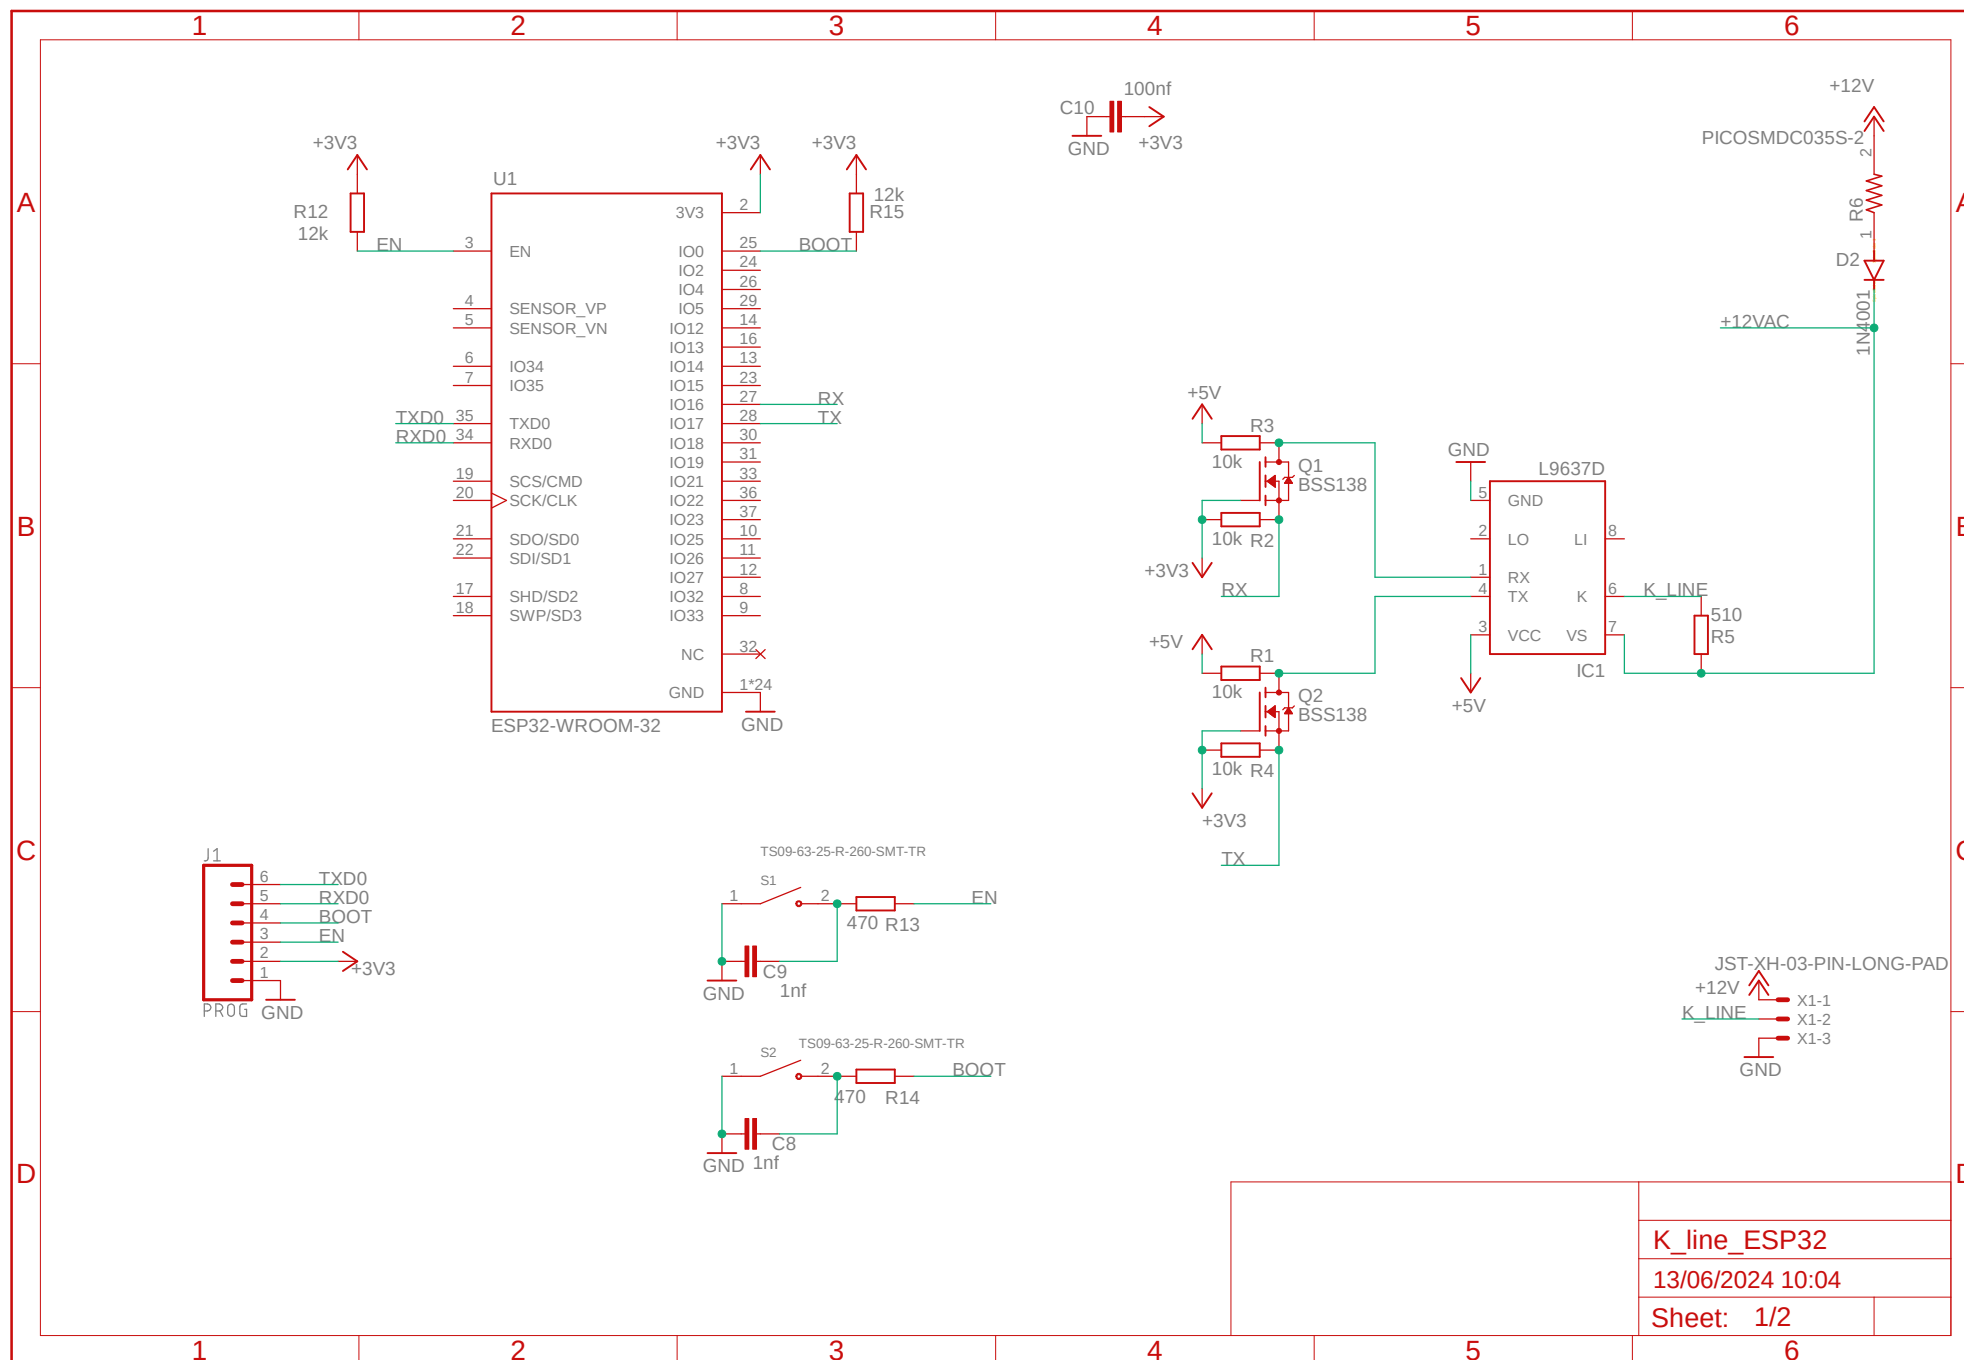 1 2 3 4 5 6
A
B
C
D
A
+3V3
R12
12k
EN
U1
3 EN
4 SENSOR_VP
5 SENSOR_VN
6 IO34
7 IO35
TXD0 35 TXD0
RXD0 34 RXD0
19 SCS/CMD
20 SCK/CLK
21 SDO/SD0
22 SDI/SD1
17 SHD/SD2
18 SWP/SD3
3V3 2
IO0 25
IO2 24
IO4 26
IO5 29
IO12 14
IO13 16
IO14 13
IO15 23
IO16 27 RX
IO17 28 TX
IO18 30
IO19 31
IO21 33
IO22 36
IO23 37
IO25 10
IO26 11
IO27 12
IO32 8
IO33 9
NC 32
GND 1*24
GND
ESP32-WROOM-32
+3V3
+3V3
12k
R15
BOOT
100nf
C10
GND
+3V3
+12V
PICOSMDC035S-2
2
R6
1
D2
1N4001
+12VAC
+5V
R3
10k
Q1
BSS138
10k R2
+3V3
RX
+5V
R1
10k
Q2
BSS138
10k R4
+3V3
TX
GND
L9637D
5 GND
2 LO
1 RX
4 TX
3 VCC
LI 8
K 6
VS 7
IC1
+5V
K_LINE
510
R5
J1
6 TXD0
5 RXD0
4 BOOT
3 EN
2
+3V3
1
PROG GND
TS09-63-25-R-260-SMT-TR
S1
1 2
470 R13
EN
C9
1nf
GND
TS09-63-25-R-260-SMT-TR
S2
1 2
470 R14
BOOT
C8
1nf
GND
JST-XH-03-PIN-LONG-PAD
+12V
X1-1
K_LINE X1-2
X1-3
GND
K_line_ESP32
13/06/2024 10:04
Sheet: 1/2
1 2 3 4 5 6